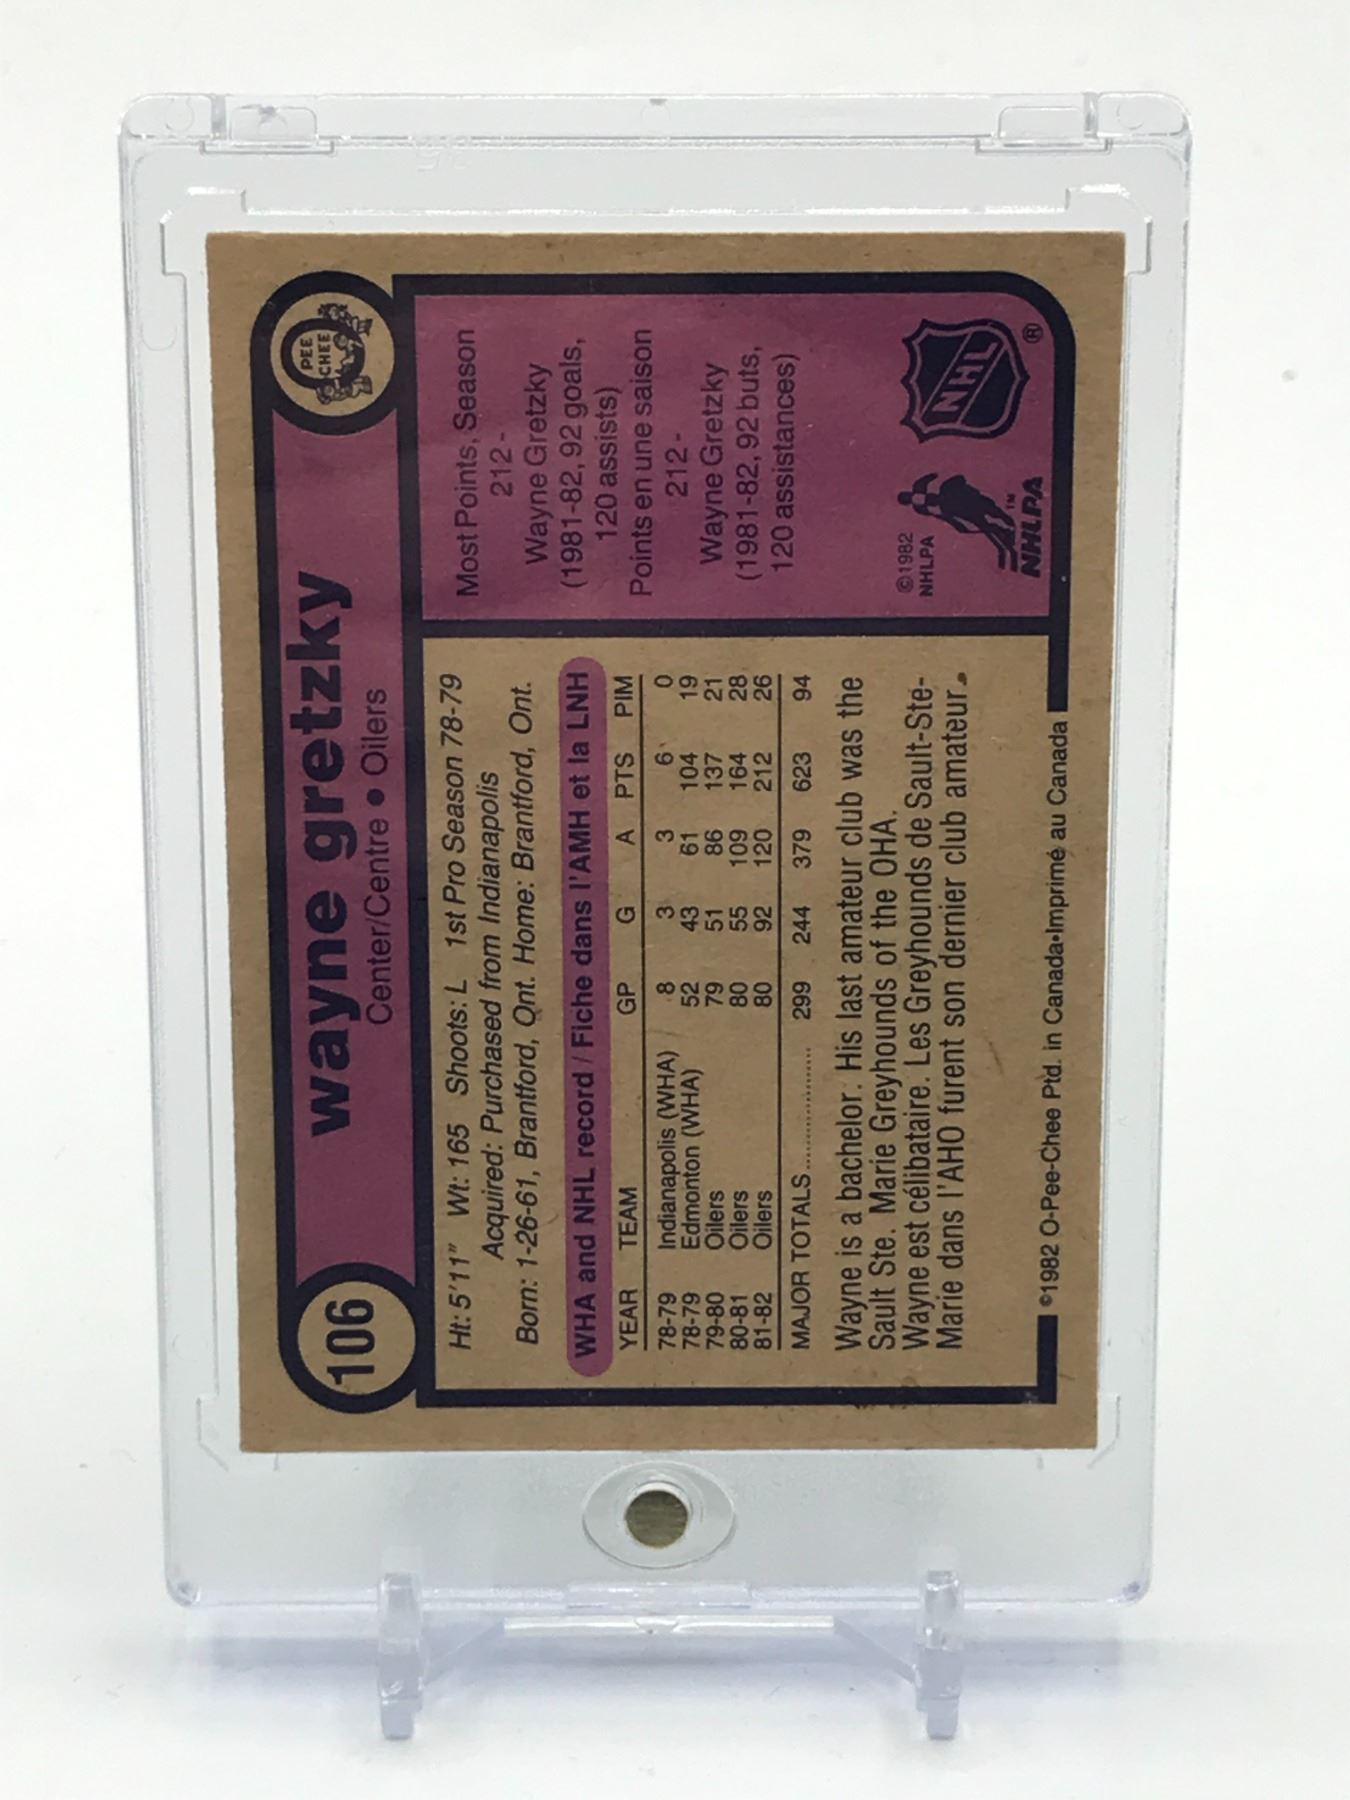 106
wayne gretzky
Center/Centre • Oilers
O
PEE
CHEE
Ht: 5'11" Wt: 165 Shoots: L 1st Pro Season 78-79
Acquired: Purchased from Indianapolis
Born: 1-26-61, Brantford, Ont. Home: Brantford, Ont.
WHA and NHL record / Fiche dans l'AMH et la LNH
YEAR TEAM GP G A PTS PIM
78-79 Indianapolis (WHA) 8 3 3 6 0
78-79 Edmonton (WHA) 52 43 61 104 19
79-80 Oilers 79 51 86 137 21
80-81 Oilers 80 55 109 164 28
81-82 Oilers 80 92 120 212 26
MAJOR TOTALS .................. 299 244 379 623 94
Wayne is a bachelor. His last amateur club was the
Sault Ste. Marie Greyhounds of the OHA.
Wayne est célibataire. Les Greyhounds de Sault-Ste-
Marie dans l'AHO furent son dernier club amateur.
Most Points, Season
212 -
Wayne Gretzky
(1981-82, 92 goals,
120 assists)
Points en une saison
212 -
Wayne Gretzky
(1981-82, 92 buts,
120 assistances)
©1982
NHLPA
NHLPA™
NHL®
©1982 O-Pee-Chee Ptd. in Canada•Imprimé au Canada